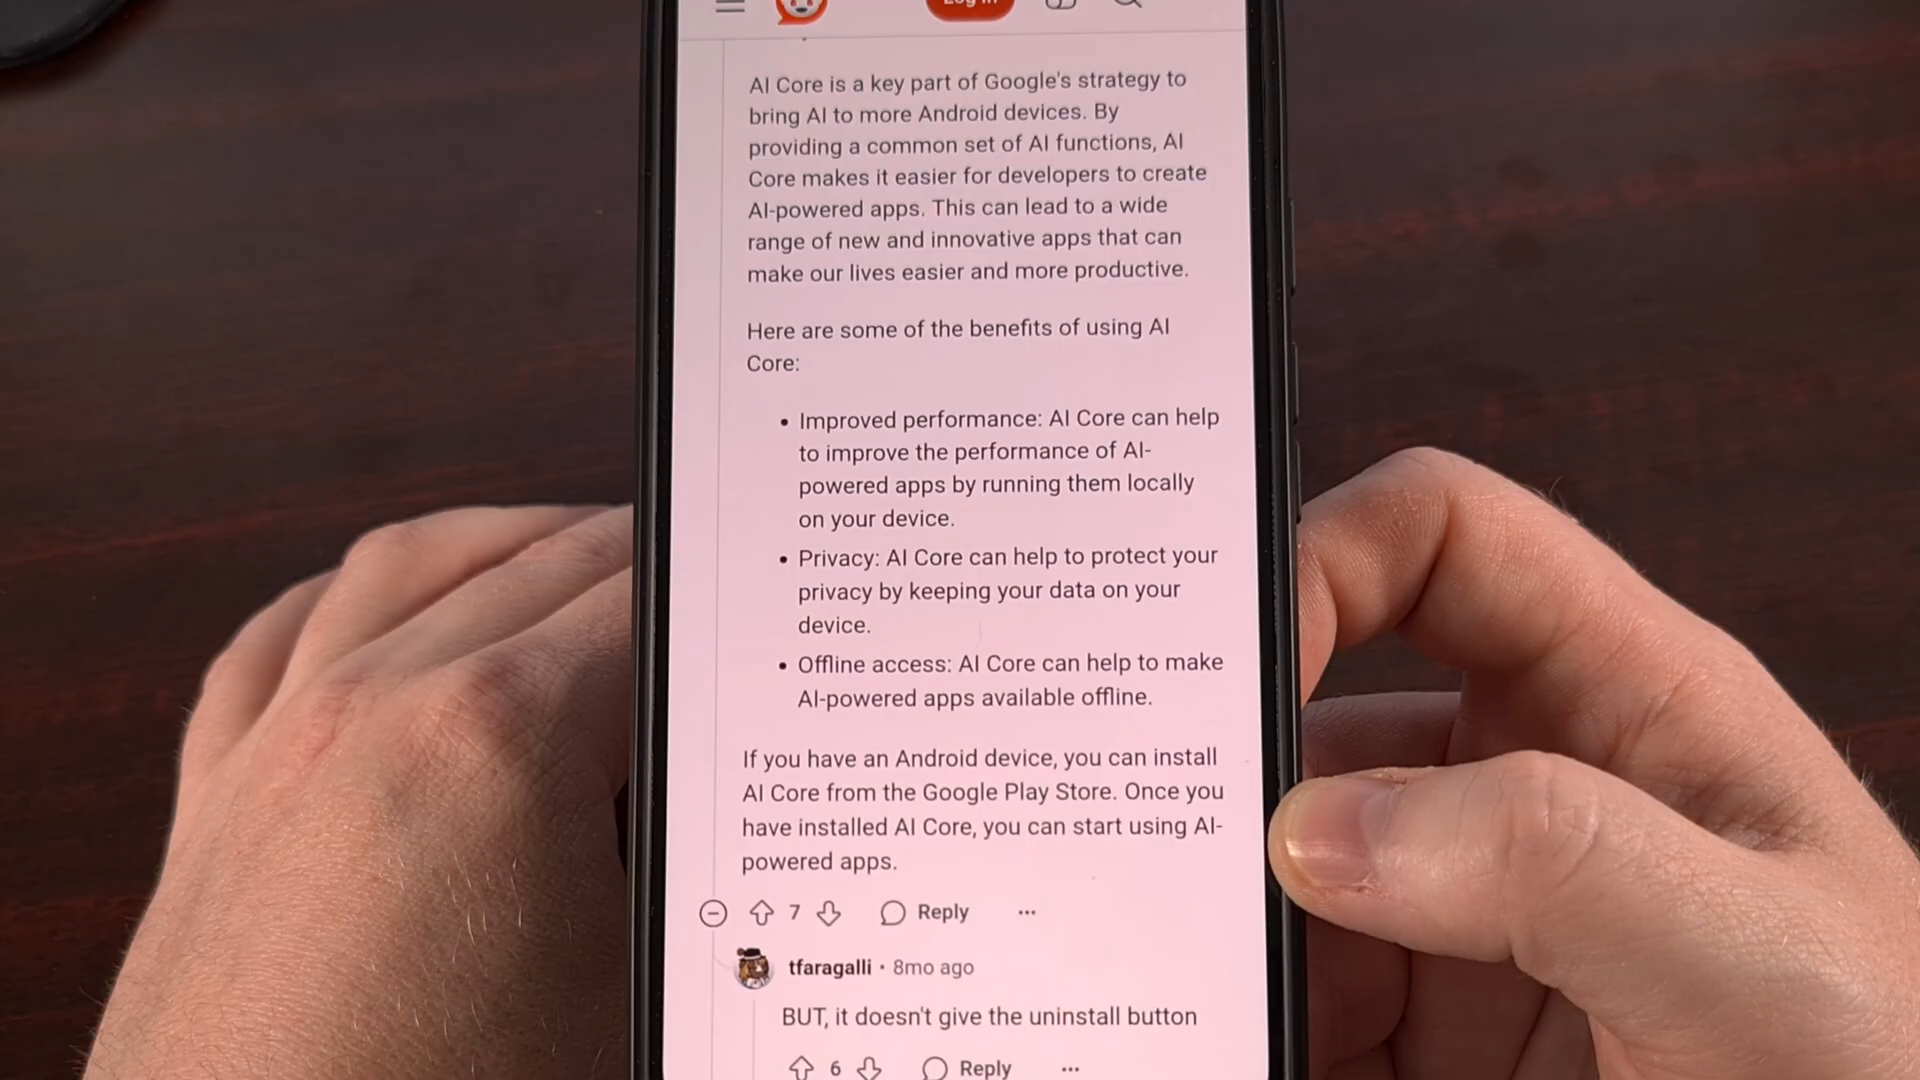 Log In
AI Core is a key part of Google's strategy to
bring AI to more Android devices. By
providing a common set of AI functions, AI
Core makes it easier for developers to create
AI-powered apps. This can lead to a wide
range of new and innovative apps that can
make our lives easier and more productive.
Here are some of the benefits of using AI
Core:
• Improved performance: AI Core can help
to improve the performance of AI-
powered apps by running them locally
on your device.
• Privacy: AI Core can help to protect your
privacy by keeping your data on your
device.
• Offline access: AI Core can help to make
AI-powered apps available offline.
If you have an Android device, you can install
AI Core from the Google Play Store. Once you
have installed AI Core, you can start using AI-
powered apps.
7 Reply ...
tfaragalli • 8mo ago
BUT, it doesn't give the uninstall button
6 Reply ...